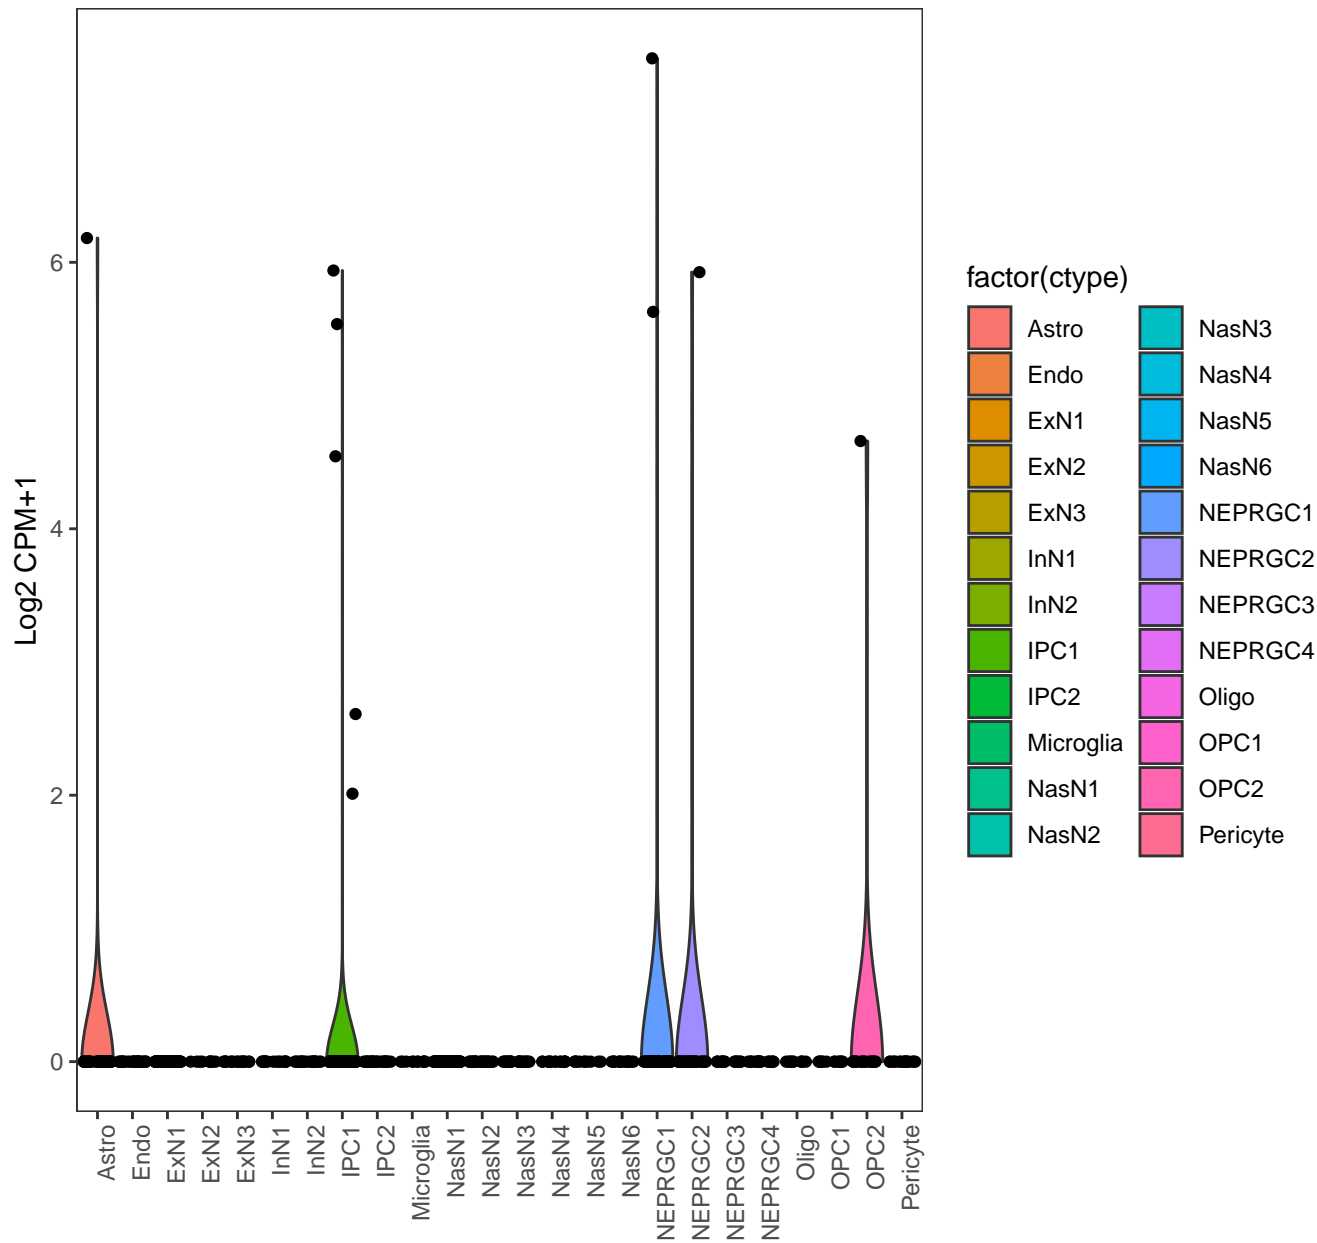 Log2 CPM+1
6
4
2
0
Astro
Endo
ExN1
ExN2
ExN3
InN1
InN2
IPC1
IPC2
Microglia
NasN1
NasN2
NasN3
NasN4
NasN5
NasN6
NEPRGC1
NEPRGC2
NEPRGC3
NEPRGC4
Oligo
OPC1
OPC2
Pericyte
factor(ctype)
Astro
Endo
ExN1
ExN2
ExN3
InN1
InN2
IPC1
IPC2
Microglia
NasN1
NasN2
NasN3
NasN4
NasN5
NasN6
NEPRGC1
NEPRGC2
NEPRGC3
NEPRGC4
Oligo
OPC1
OPC2
Pericyte